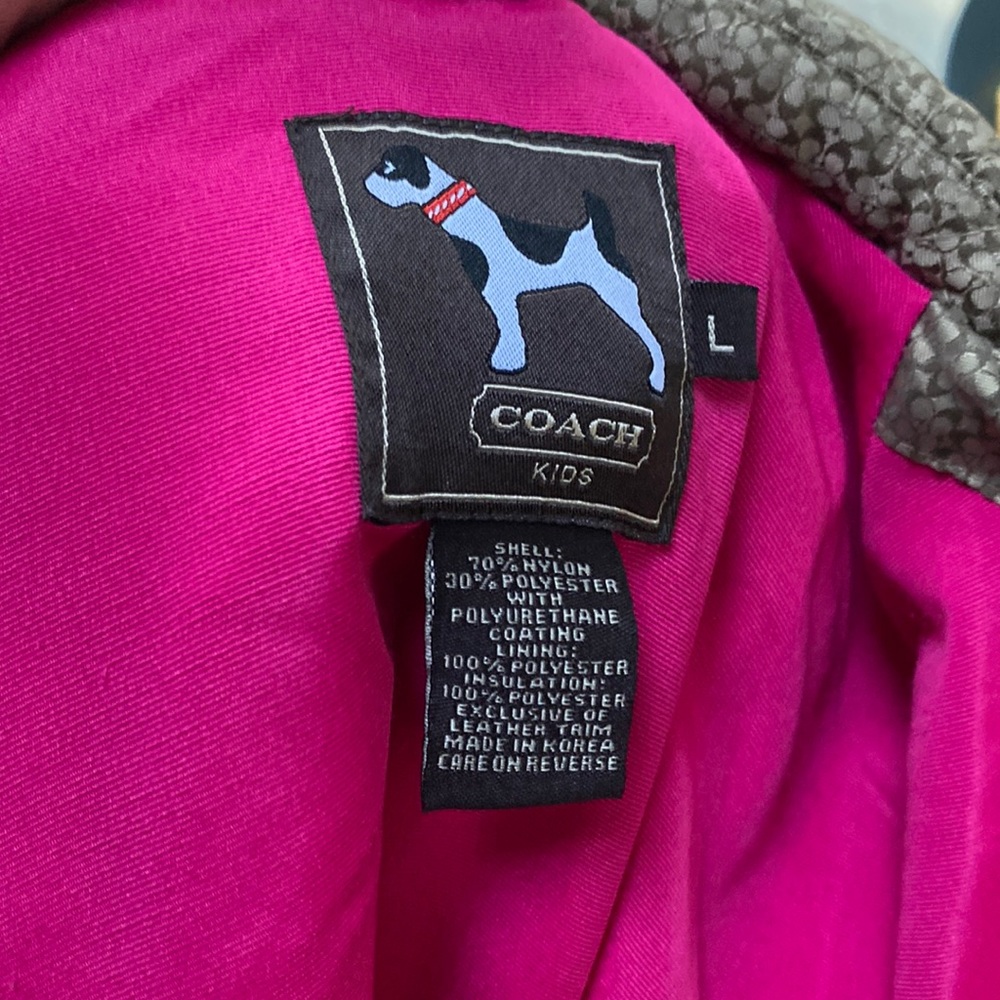 COACH
KIDS
L
SHELL:
70% NYLON
30% POLYESTER
WITH
POLYURETHANE
COATING
LINING:
100% POLYESTER
INSULATION:
100% POLYESTER
EXCLUSIVE OF
LEATHER TRIM
MADE IN KOREA
CARE ON REVERSE